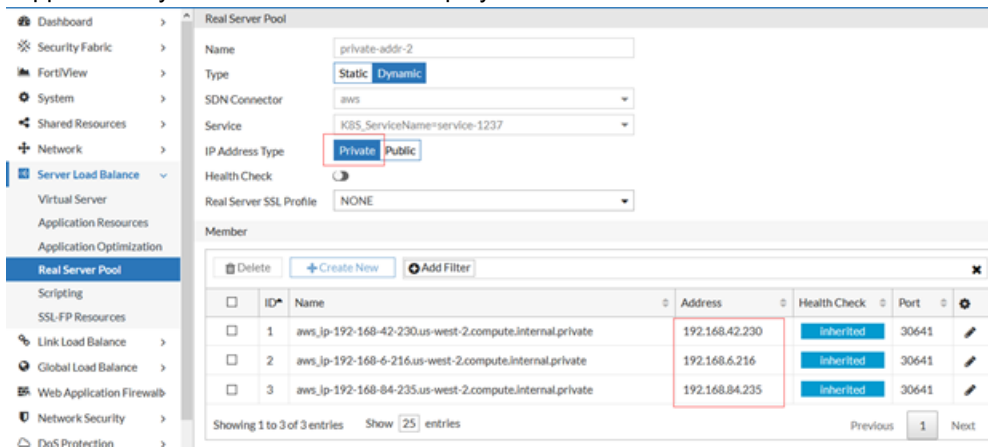 Dashboard
Security Fabric
FortiView
System
Shared Resources
Network
Server Load Balance
Virtual Server
Application Resources
Application Optimization
Real Server Pool
Scripting
SSL-FP Resources
Link Load Balance
Global Load Balance
Web Application Firewall
Network Security
DoS Protection
Real Server Pool
Name private-addr-2
Type Static Dynamic
SDN Connector aws
Service K8S_ServiceName=service-1237
IP Address Type Private Public
Health Check
Real Server SSL Profile NONE
Member
Delete Create New Add Filter
ID Name Address Health Check Port
1 aws_ip-192-168-42-230.us-west-2.compute.internal.private 192.168.42.230 inherited 30641
2 aws_ip-192-168-6-216.us-west-2.compute.internal.private 192.168.6.216 inherited 30641
3 aws_ip-192-168-84-235.us-west-2.compute.internal.private 192.168.84.235 inherited 30641
Showing 1 to 3 of 3 entries Show 25 entries Previous 1 Next